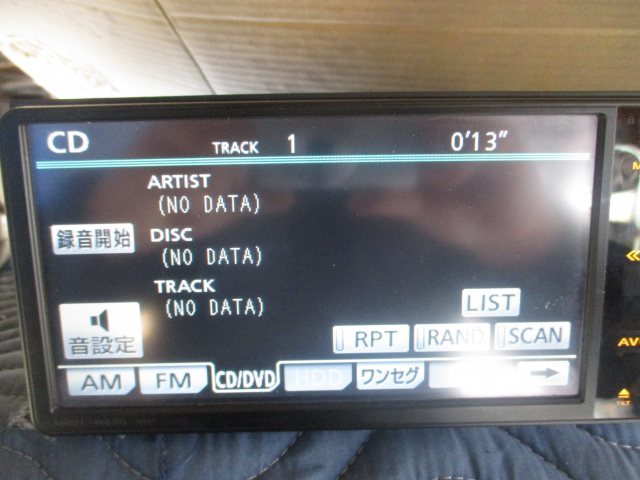 CD TRACK 1 0'13"
ARTIST
(NO DATA)
録音開始
DISC
(NO DATA)
TRACK
(NO DATA)
LIST
音設定
RPT RAND SCAN
AM FM CD/DVD HDD ワンセグ
TILT